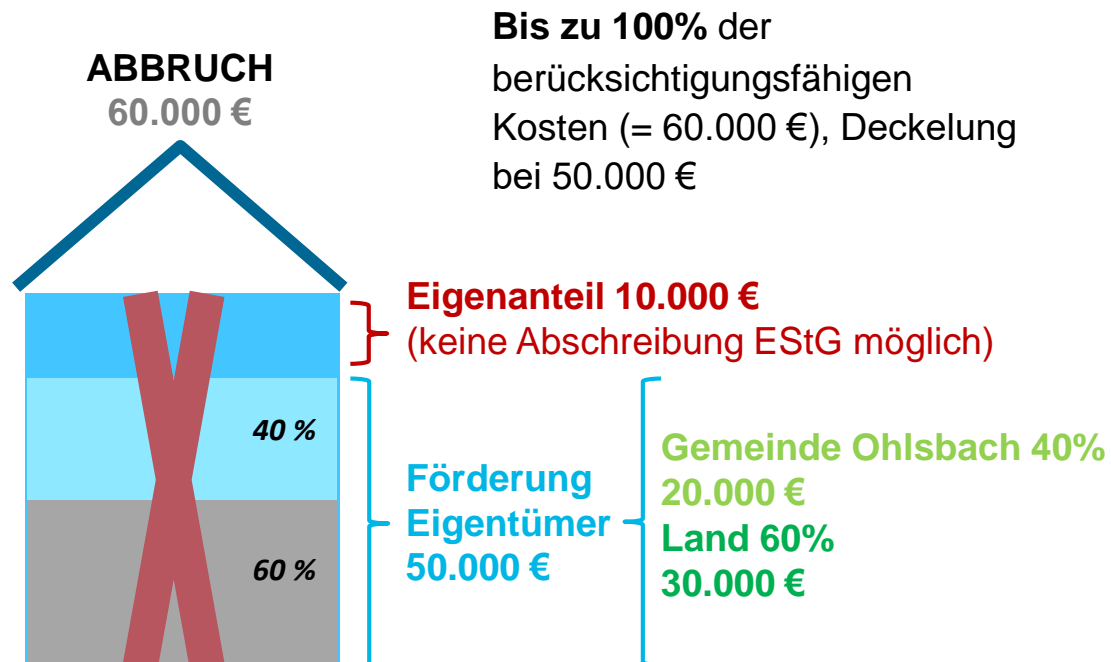 ABBRUCH
60.000 €
Bis zu 100% der
berücksichtigungsfähigen
Kosten (= 60.000 €), Deckelung
bei 50.000 €
Eigenanteil 10.000 €
(keine Abschreibung EStG möglich)
40 %
60 %
Förderung
Eigentümer
50.000 €
Gemeinde Ohlsbach 40%
20.000 €
Land 60%
30.000 €